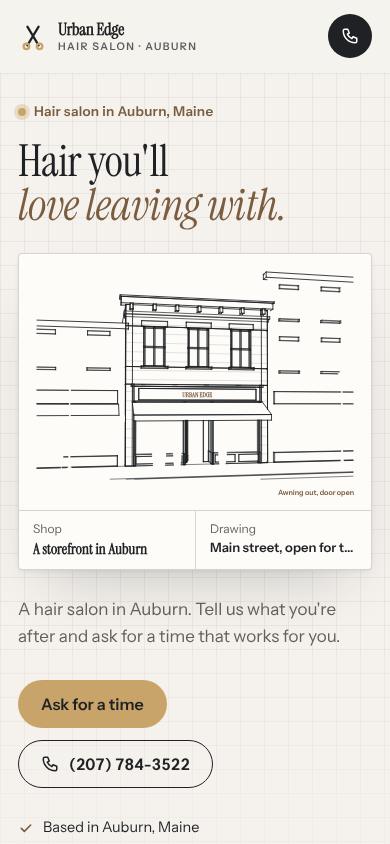 Urban Edge
HAIR SALON · AUBURN
Hair salon in Auburn, Maine
Hair you'll
love leaving with.
URBAN EDGE
Awning out, door open
Shop
A storefront in Auburn
Drawing
Main street, open for t...
A hair salon in Auburn. Tell us what you're
after and ask for a time that works for you.
Ask for a time
(207) 784-3522
Based in Auburn, Maine